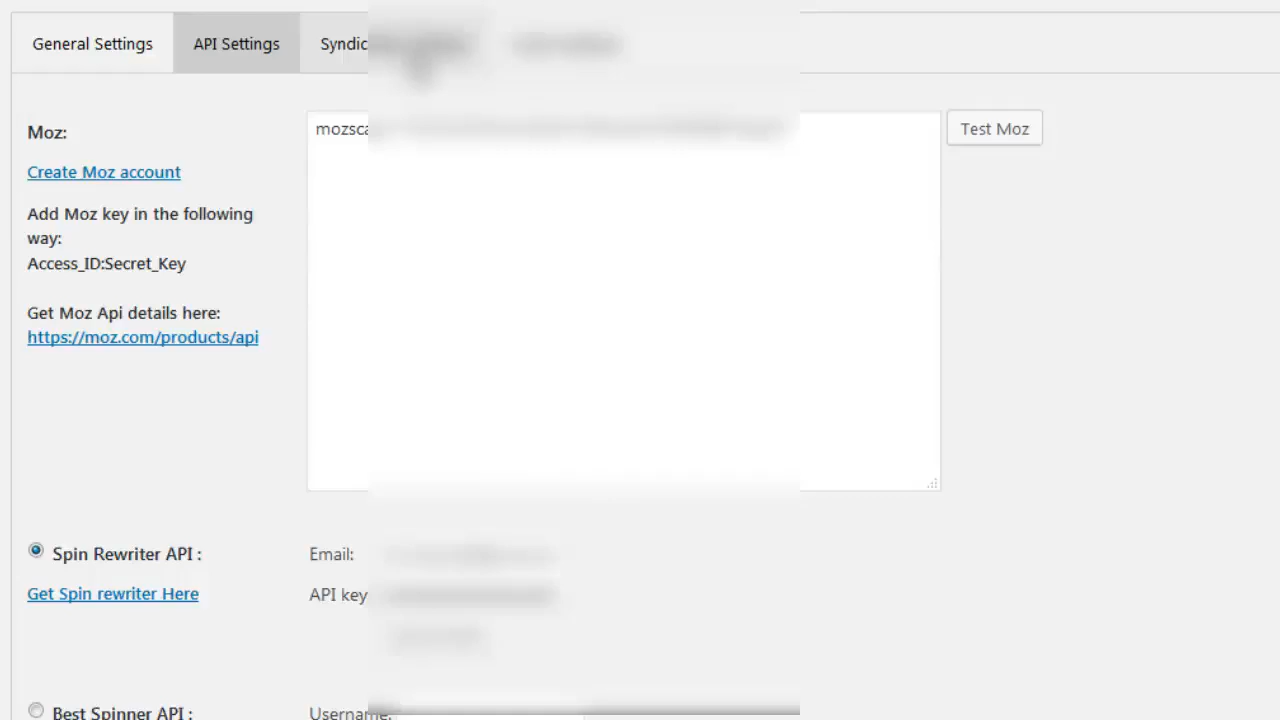 General Settings
API Settings
Moz:
Test Moz
Create Moz account
Add Moz key in the following
way:
Access_ID:Secret_Key
Get Moz Api details here:
https://moz.com/products/api
Spin Rewriter API :
Email:
Get Spin rewriter Here
API key
Best Spinner API :
Username: